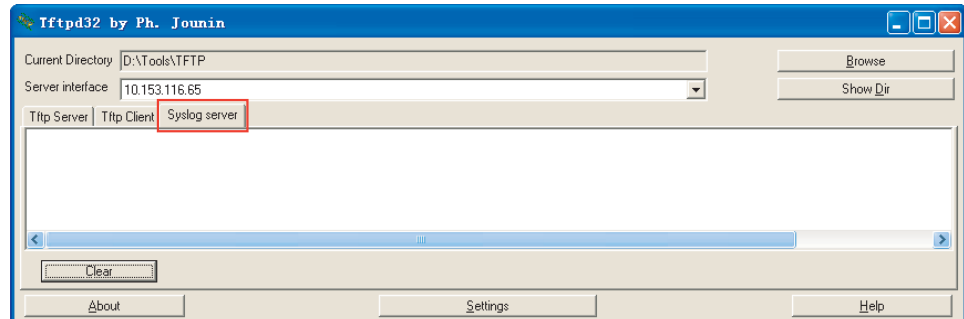 Tftpd32 by Ph. Jounin
Current Directory D:\Tools\TFTP Browse
Server interface 10.153.116.65 Show Dir
Tftp Server Tftp Client Syslog server
Clear
About Settings Help